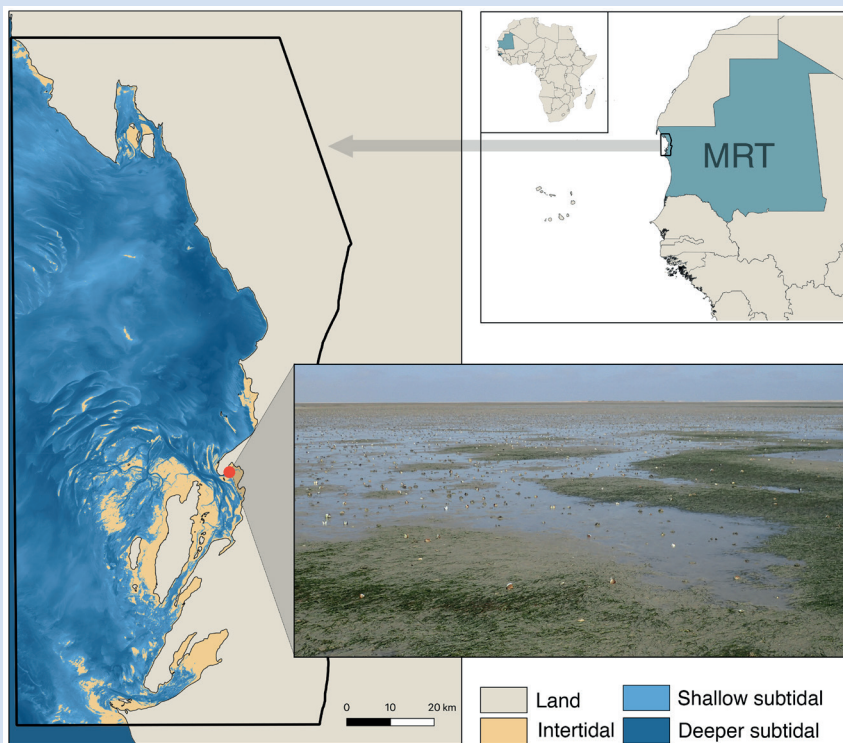 MRT
0 10 20 km
Land
Intertidal
Shallow subtidal
Deeper subtidal